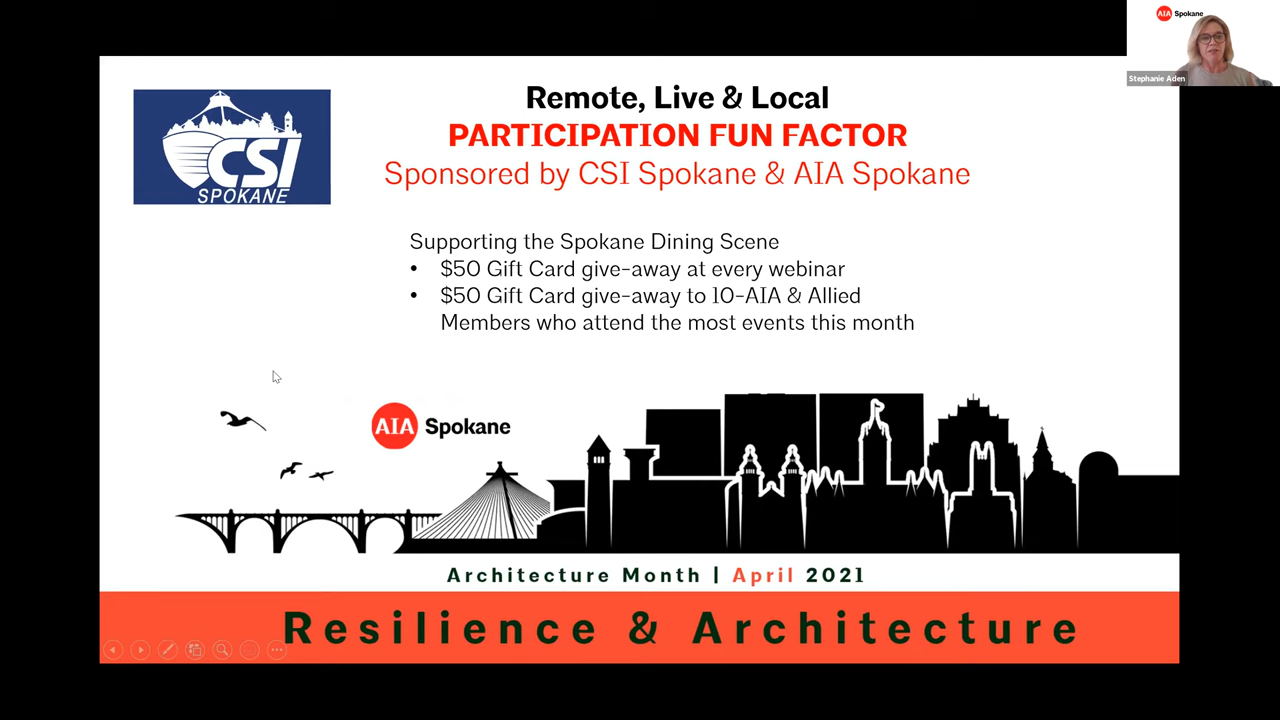 AIA Spokane
Stephanie Aden
CSI
SPOKANE
Remote, Live & Local
PARTICIPATION FUN FACTOR
Sponsored by CSI Spokane & AIA Spokane
Supporting the Spokane Dining Scene
• $50 Gift Card give-away at every webinar
• $50 Gift Card give-away to 10-AIA & Allied
Members who attend the most events this month
AIA Spokane
Architecture Month | April 2021
Resilience & Architecture